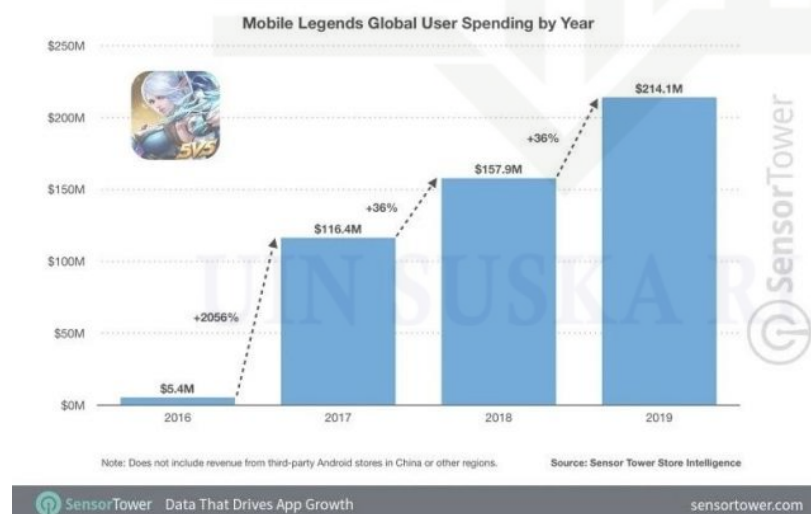 Mobile Legends Global User Spending by Year
$250M
$200M
$150M
$100M
$50M
$0M
5V5
$5.4M
+2056%
$116.4M
+36%
$157.9M
+36%
$214.1M
2016
2017
2018
2019
UIN SUSKA RI
SensorTower
Note: Does not include revenue from third-party Android stores in China or other regions.
Source: Sensor Tower Store Intelligence
SensorTower Data That Drives App Growth
sensortower.com